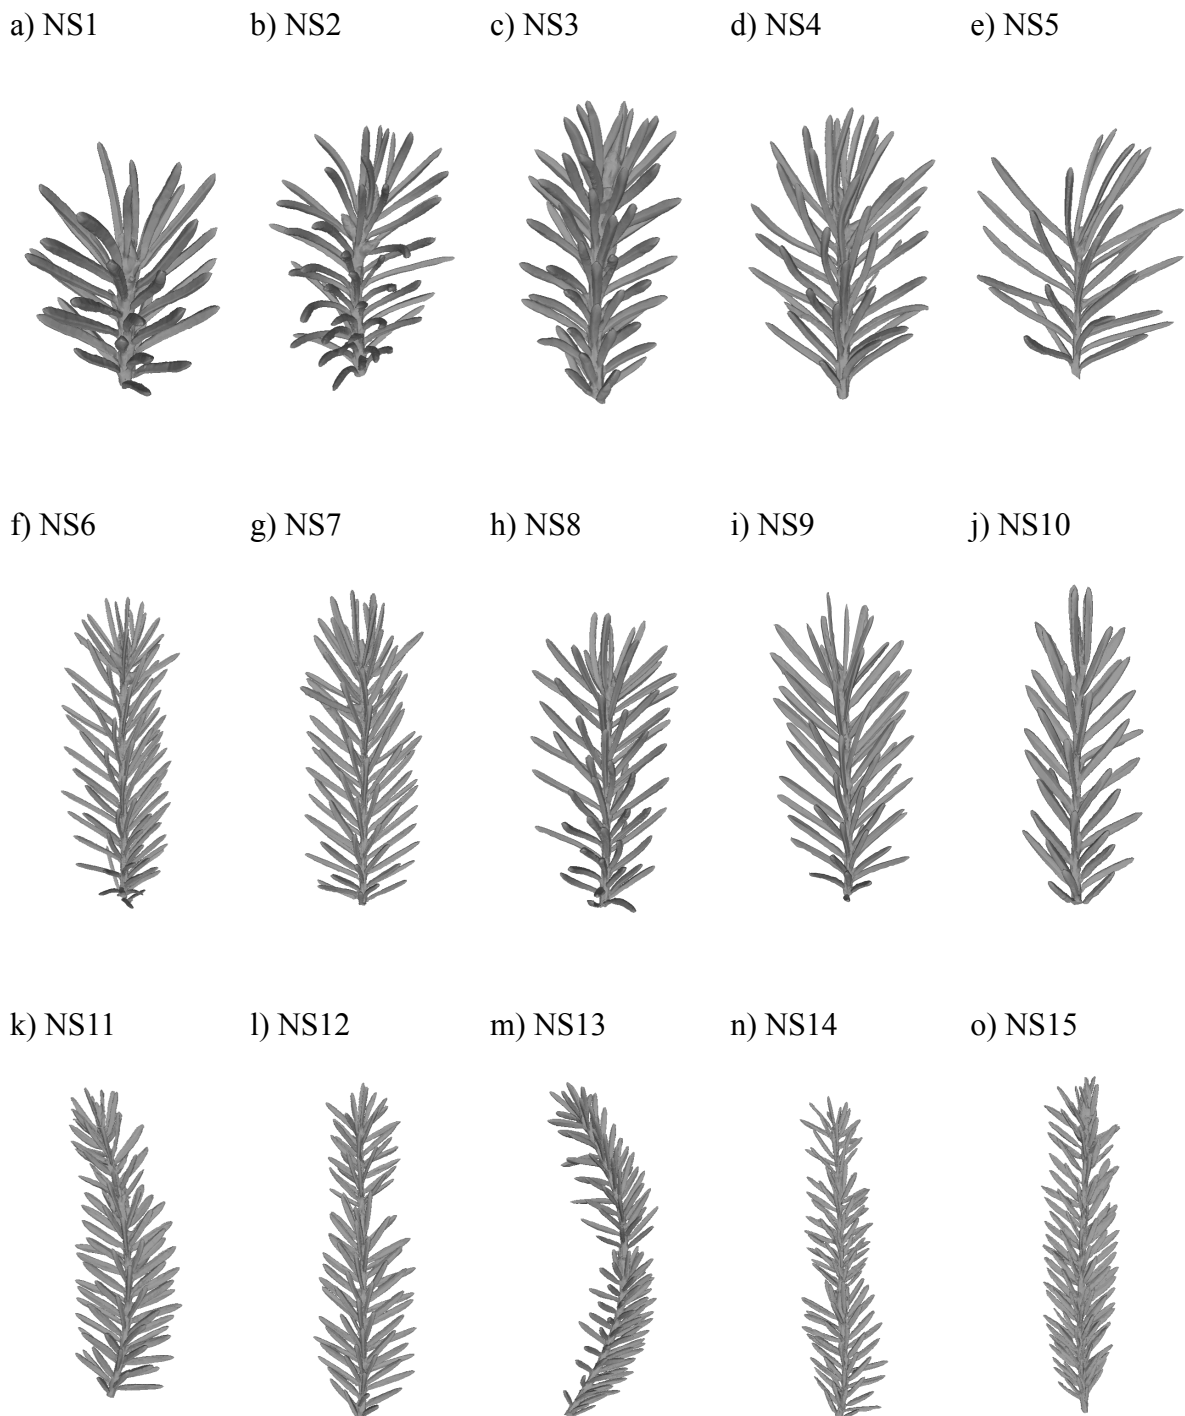 a) NS1 b) NS2 c) NS3 d) NS4 e) NS5
f) NS6 g) NS7 h) NS8 i) NS9 j) NS10
k) NS11 l) NS12 m) NS13 n) NS14 o) NS15